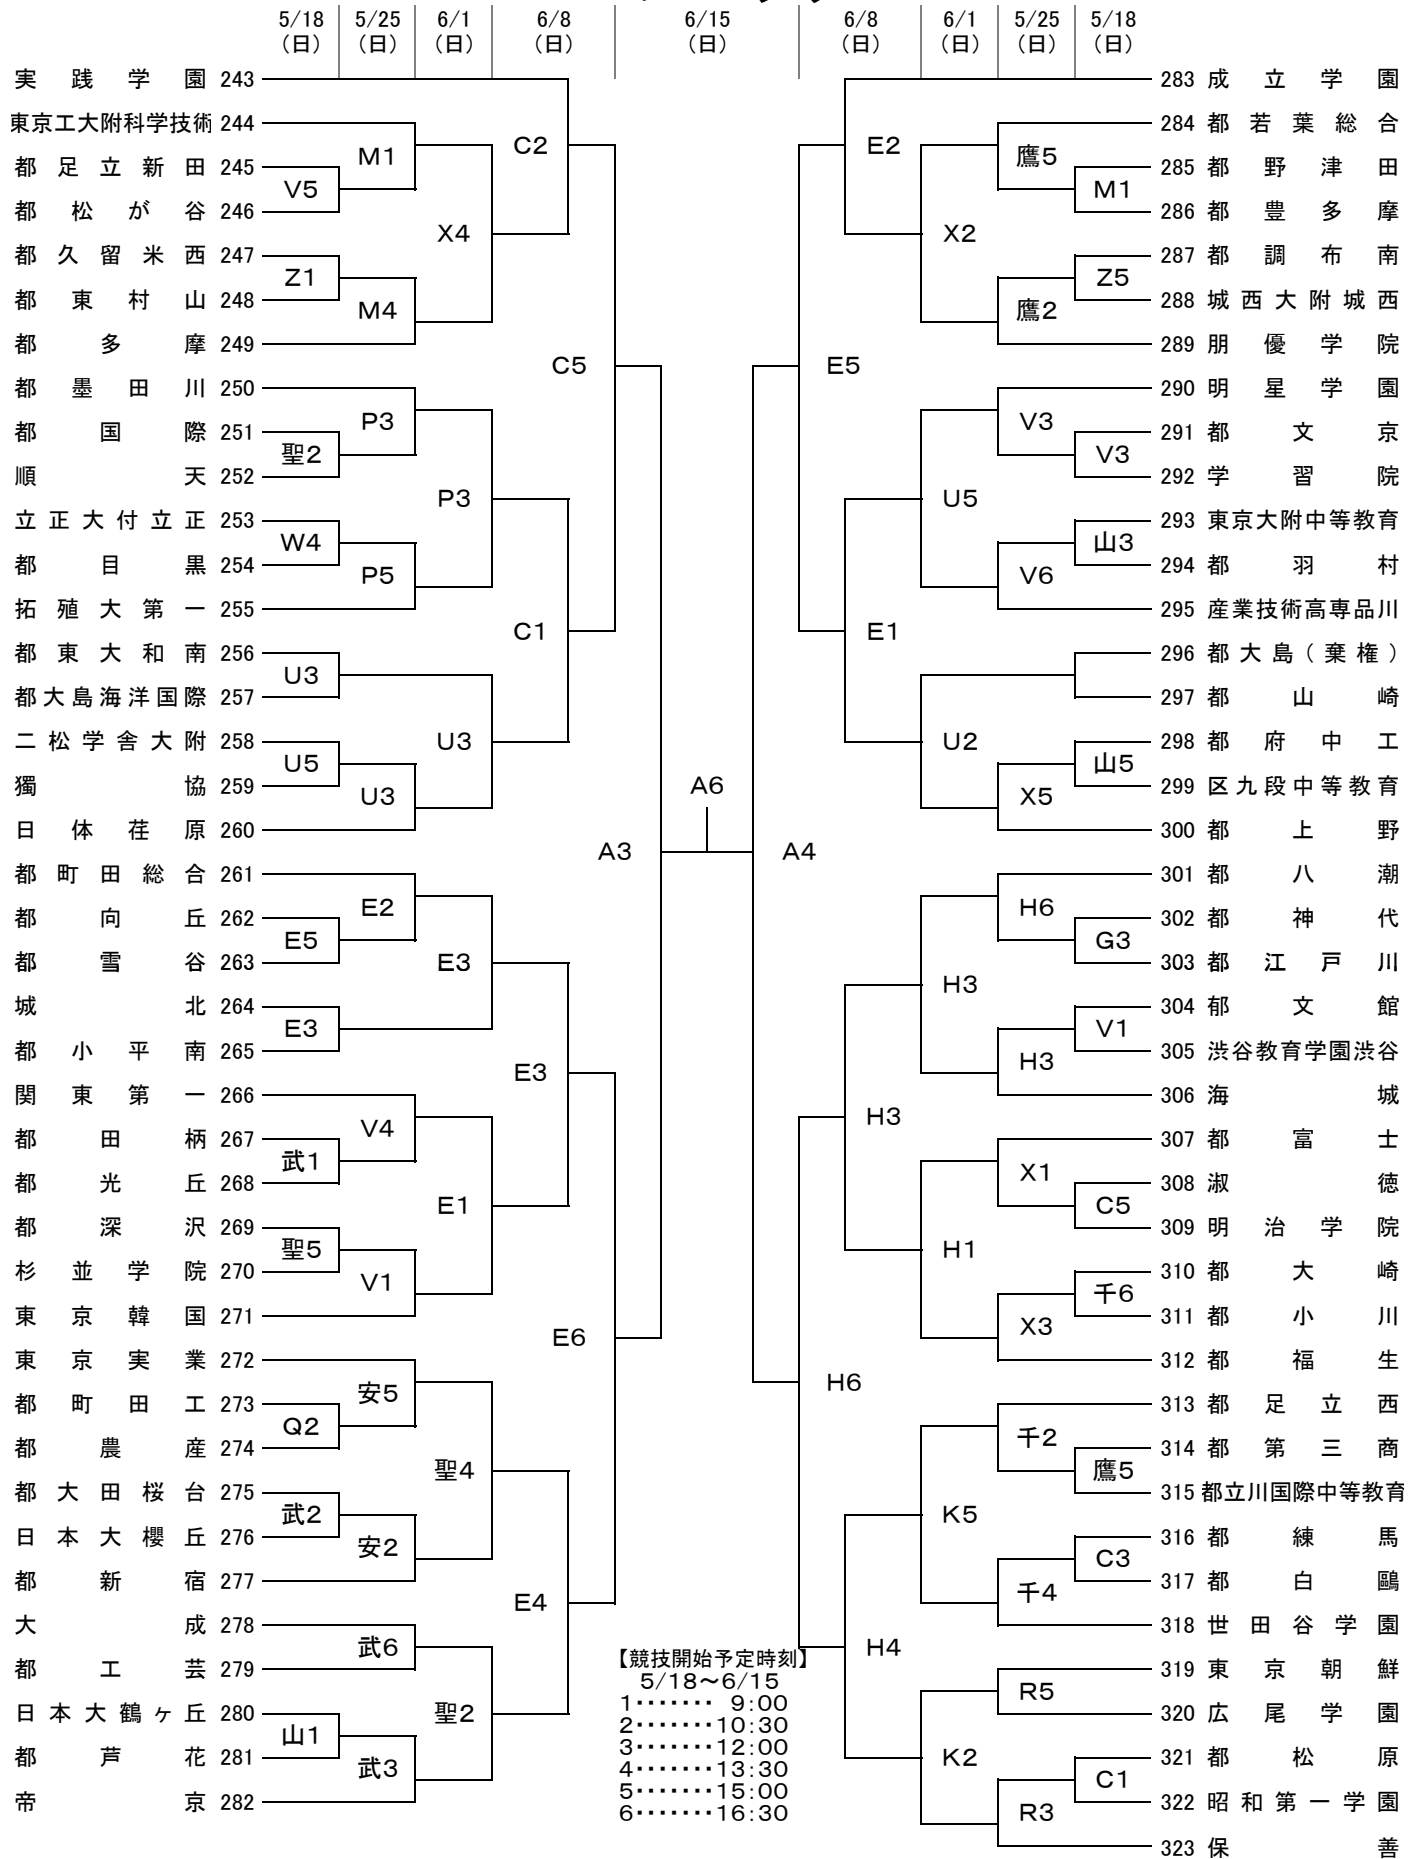 5/18 5/25 6/1 6/8 6/15 6/8 6/1 5/25 5/18
（日） （日） （日） （日） （日） （日） （日） （日） （日）
実践学園 243
東京工大附科学技術 244
都足立新田 245
都松が谷 246
都久留米西 247
都東村山 248
都多摩 249
都墨田川 250
都国際 251
順天 252
立正大付立正 253
都目黒 254
拓殖大第一 255
都東大和南 256
都大島海洋国際 257
二松学舎大附 258
獨協 259
日体荏原 260
都町田総合 261
都向丘 262
都雪谷 263
城北 264
都小平南 265
関東第一 266
都田柄 267
都光丘 268
都深沢 269
杉並学院 270
東京韓国 271
東京実業 272
都町田工 273
都農産 274
都大田桜台 275
日本大櫻丘 276
都新宿 277
大成 278
都工芸 279
日本大鶴ヶ丘 280
都芦花 281
帝京 282
V5
Z1
聖2
W4
U3
U5
E5
E3
武1
聖5
Q2
武2
山1
M1
M4
P3
P5
U3
E2
V4
V1
安5
安2
武6
武3
X4
P3
U3
E3
E1
聖4
聖2
C2
C1
E3
E4
C5
E6
A3
A6
A4
E5
H6
E2
E1
H3
H4
X2
U5
U2
H3
H1
K5
K2
鷹5
鷹2
V3
V6
X5
H6
H3
X1
X3
千2
千4
R5
R3
M1
Z5
V3
山3
山5
G3
V1
C5
千6
鷹5
C3
C1
283 成立学園
284 都若葉総合
285 都野津田
286 都豊多摩
287 都調布南
288 城西大附城西
289 朋優学院
290 明星学園
291 都文京
292 学習院
293 東京大附中等教育
294 都羽村
295 産業技術高専品川
296 都大島（棄権）
297 都山崎
298 都府中工
299 区九段中等教育
300 都上野
301 都八潮
302 都神代
303 都江戸川
304 郁文館
305 渋谷教育学園渋谷
306 海城
307 都富士
308 淑徳
309 明治学院
310 都大崎
311 都小川
312 都福生
313 都足立西
314 都第三商
315 都立川国際中等教育
316 都練馬
317 都白鷗
318 世田谷学園
319 東京朝鮮
320 広尾学園
321 都松原
322 昭和第一学園
323 保善
【競技開始予定時刻】
5/18～6/15
1･･･････ 9:00
2･･･････10:30
3･･･････12:00
4･･･････13:30
5･･･････15:00
6･･･････16:30